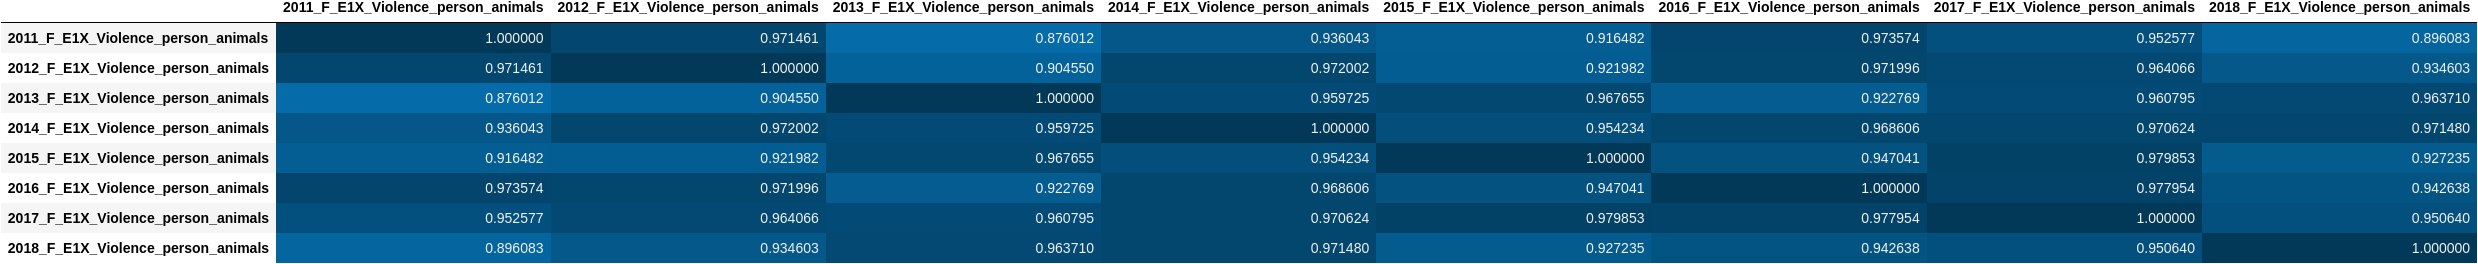 2011_F_E1X_Violence_person_animals 2012_F_E1X_Violence_person_animals 2013_F_E1X_Violence_person_animals 2014_F_E1X_Violence_person_animals 2015_F_E1X_Violence_person_animals 2016_F_E1X_Violence_person_animals 2017_F_E1X_Violence_person_animals 2018_F_E1X_Violence_person_animals
2011_F_E1X_Violence_person_animals 1.000000 0.971461 0.876012 0.936043 0.916482 0.973574 0.952577 0.896083
2012_F_E1X_Violence_person_animals 0.971461 1.000000 0.904550 0.972002 0.921982 0.971996 0.964066 0.934603
2013_F_E1X_Violence_person_animals 0.876012 0.904550 1.000000 0.959725 0.967655 0.922769 0.960795 0.963710
2014_F_E1X_Violence_person_animals 0.936043 0.972002 0.959725 1.000000 0.954234 0.968606 0.970624 0.971480
2015_F_E1X_Violence_person_animals 0.916482 0.921982 0.967655 0.954234 1.000000 0.947041 0.979853 0.927235
2016_F_E1X_Violence_person_animals 0.973574 0.971996 0.922769 0.968606 0.947041 1.000000 0.977954 0.942638
2017_F_E1X_Violence_person_animals 0.952577 0.964066 0.960795 0.970624 0.979853 0.977954 1.000000 0.950640
2018_F_E1X_Violence_person_animals 0.896083 0.934603 0.963710 0.971480 0.927235 0.942638 0.950640 1.000000